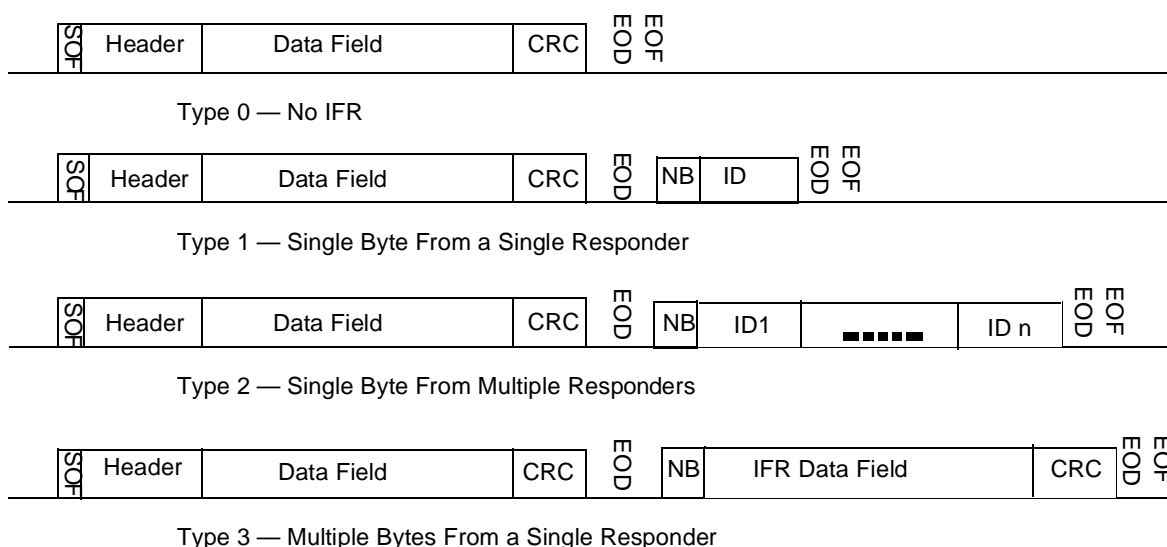 SOF Header Data Field CRC EOD EOF
Type 0 — No IFR
SOF Header Data Field CRC EOD NB ID EOD EOF
Type 1 — Single Byte From a Single Responder
SOF Header Data Field CRC EOD NB ID1 ID n EOD EOF
Type 2 — Single Byte From Multiple Responders
SOF Header Data Field CRC EOD NB IFR Data Field CRC EOD EOF
Type 3 — Multiple Bytes From a Single Responder